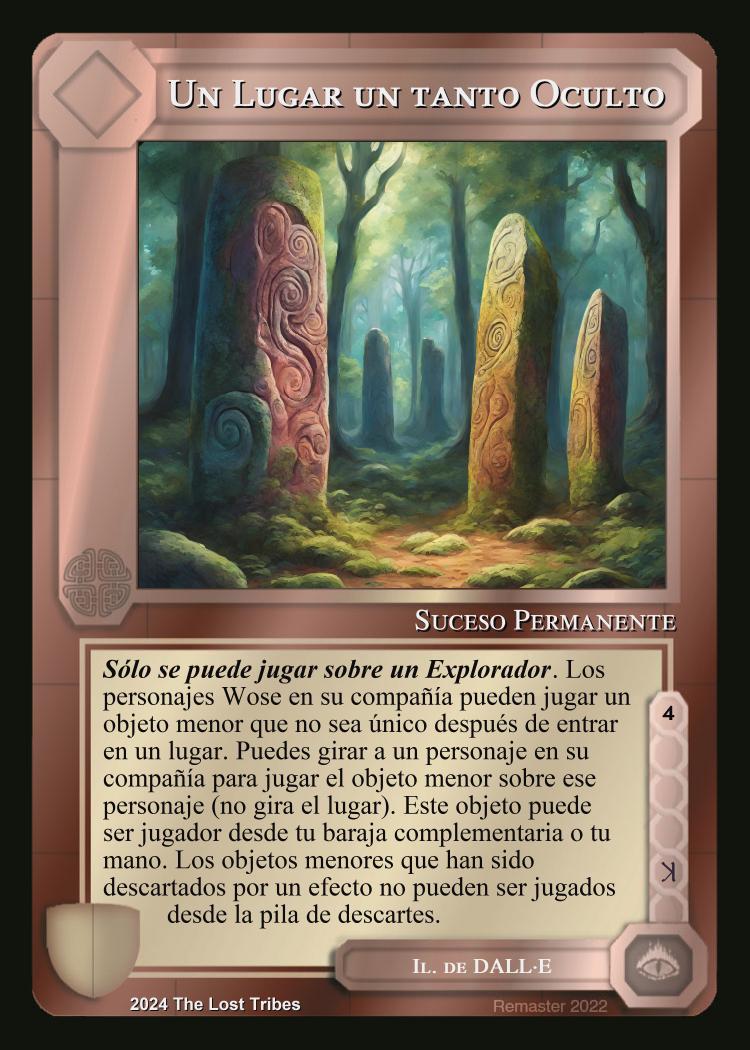 Un Lugar un tanto Oculto
Suceso Permanente
Sólo se puede jugar sobre un Explorador. Los
personajes Wose en su compañía pueden jugar un
objeto menor que no sea único después de entrar
en un lugar. Puedes girar a un personaje en su
compañía para jugar el objeto menor sobre ese
personaje (no gira el lugar). Este objeto puede
ser jugador desde tu baraja complementaria o tu
mano. Los objetos menores que han sido
descartados por un efecto no pueden ser jugados
desde la pila de descartes.
4
Il. de DALL·E
2024 The Lost Tribes
Remaster 2022